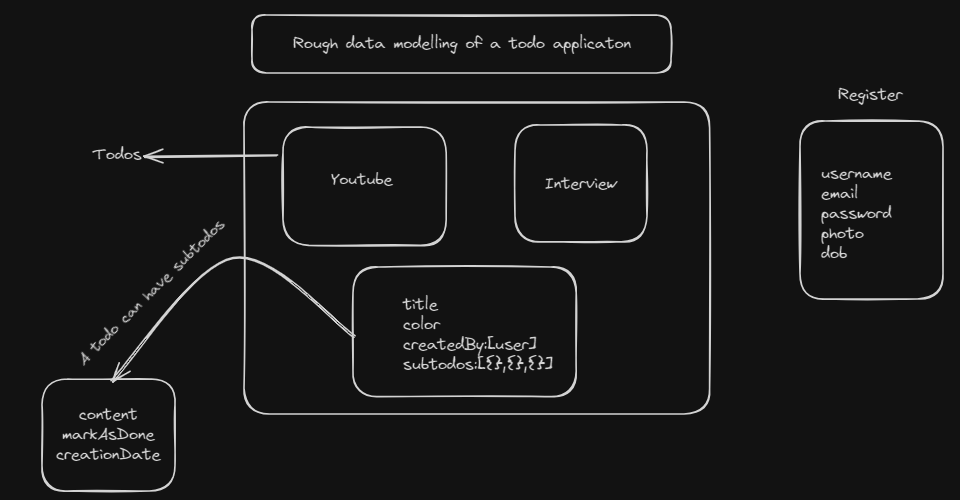 Rough data modelling of a todo applicaton
Register
Todos
Youtube
Interview
username
email
password
photo
dob
A todo can have subtodos
title
color
createdBy:[user]
subtodos:[{},{},{}]
content
markAsDone
creationDate